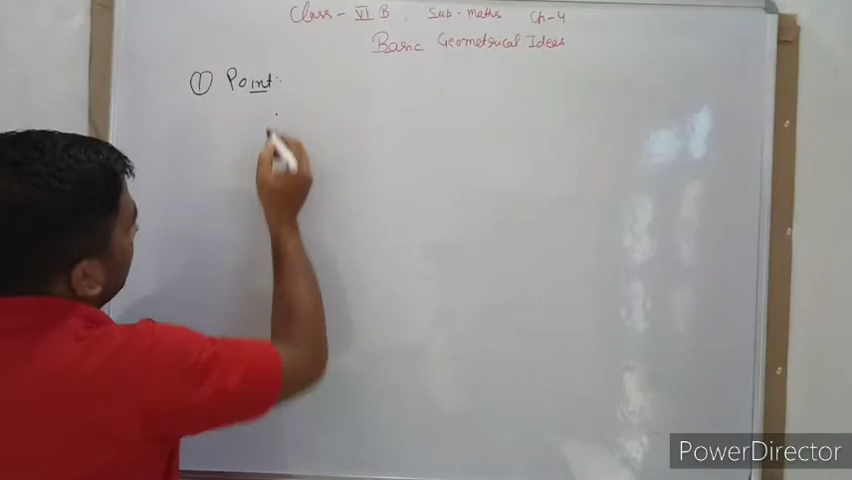 Class - VI B, Sub - Maths Ch-4
Basic Geometrical Ideas
① Point:
PowerDirector